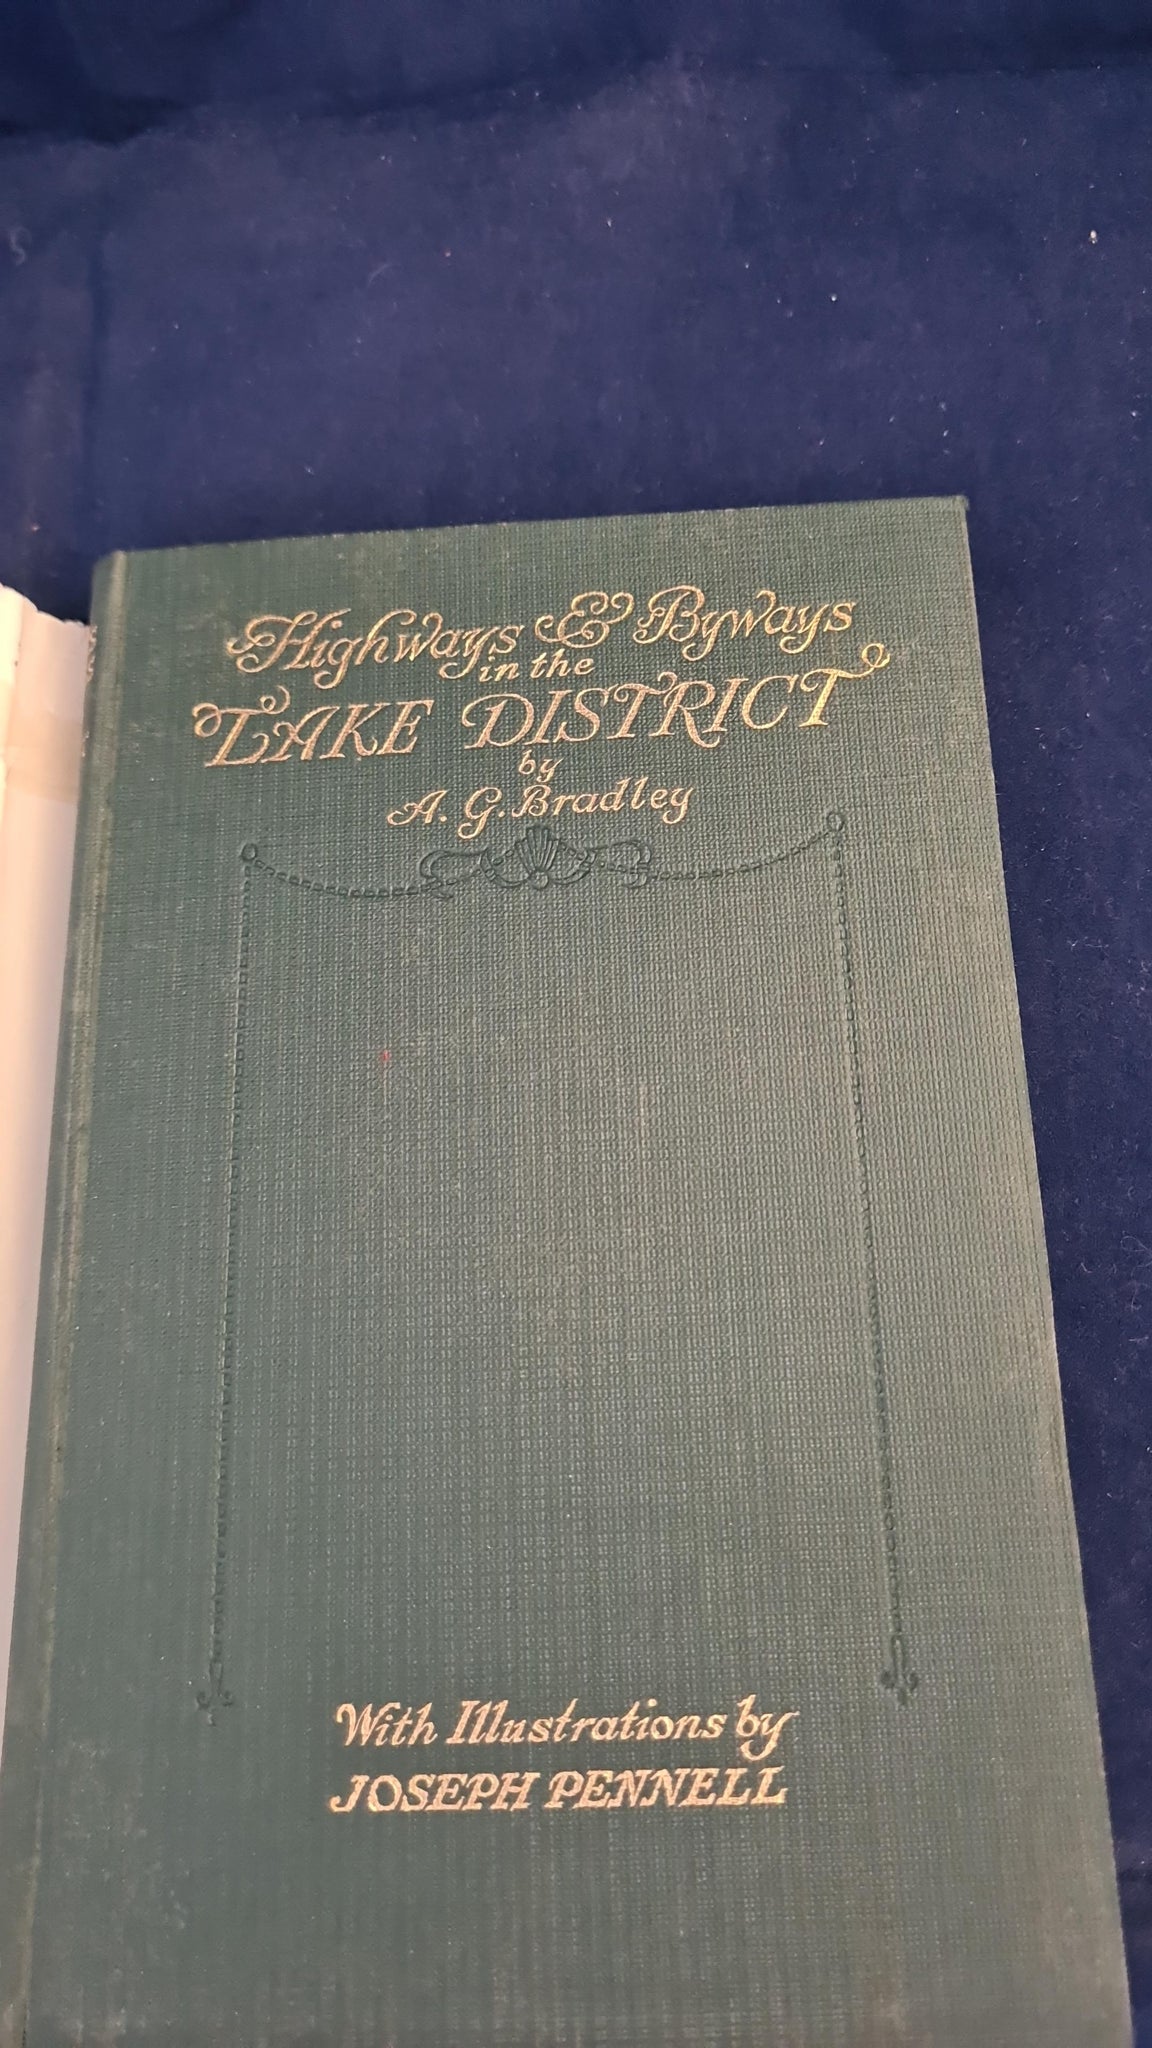 Highways & Byways
in the
LAKE DISTRICT
by
A. G. Bradley
With Illustrations by
JOSEPH PENNELL